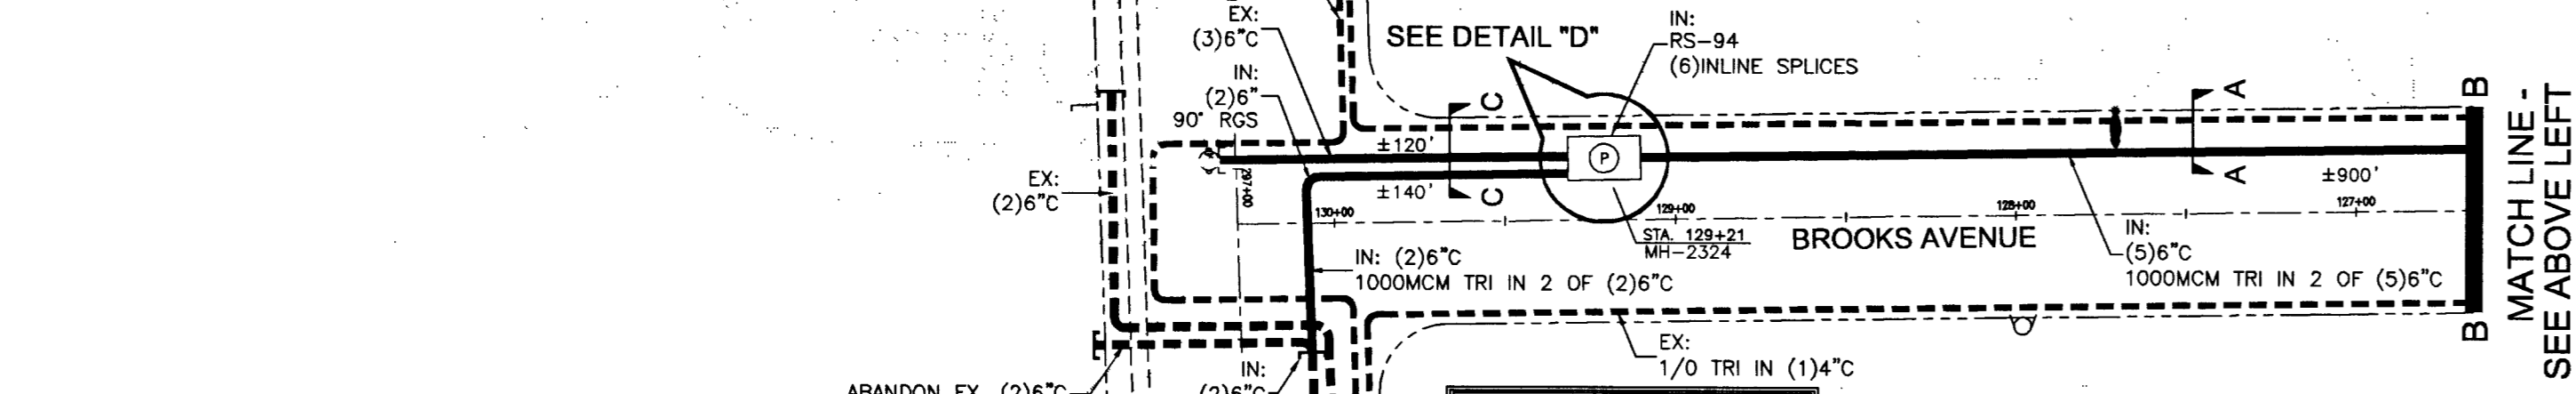 EX:
(3)6"C
IN:
(2)6"
90° RGS
SEE DETAIL "D"
IN:
RS-94
(6)INLINE SPLICES
C
C
A
A
B
B
±120'
±140'
±900'
P
EX:
(2)6"C
297+00
130+00
129+00
128+00
127+00
STA. 129+21
MH-2324
BROOKS AVENUE
IN: (2)6"C
1000MCM TRI IN 2 OF (2)6"C
IN:
(5)6"C
1000MCM TRI IN 2 OF (5)6"C
EX:
1/0 TRI IN (1)4"C
IN:
(2)6"C
ABANDON EX. (2)6"C
MATCH LINE -
SEE ABOVE LEFT